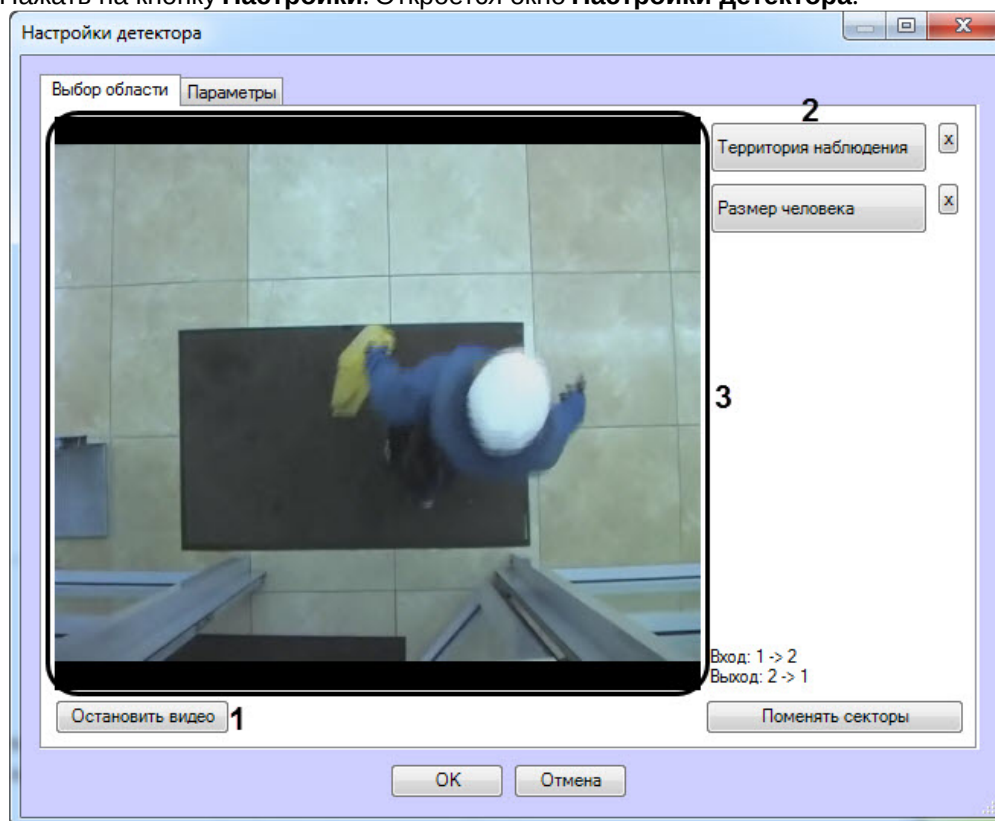 Нажать на кнопку Настройки. Откроется окно Настройки детектора.
Настройки детектора
Выбор области
Параметры
2
Территория наблюдения
x
Размер человека
x
3
Вход: 1 -> 2
Выход: 2 -> 1
Остановить видео
1
Поменять секторы
OK
Отмена